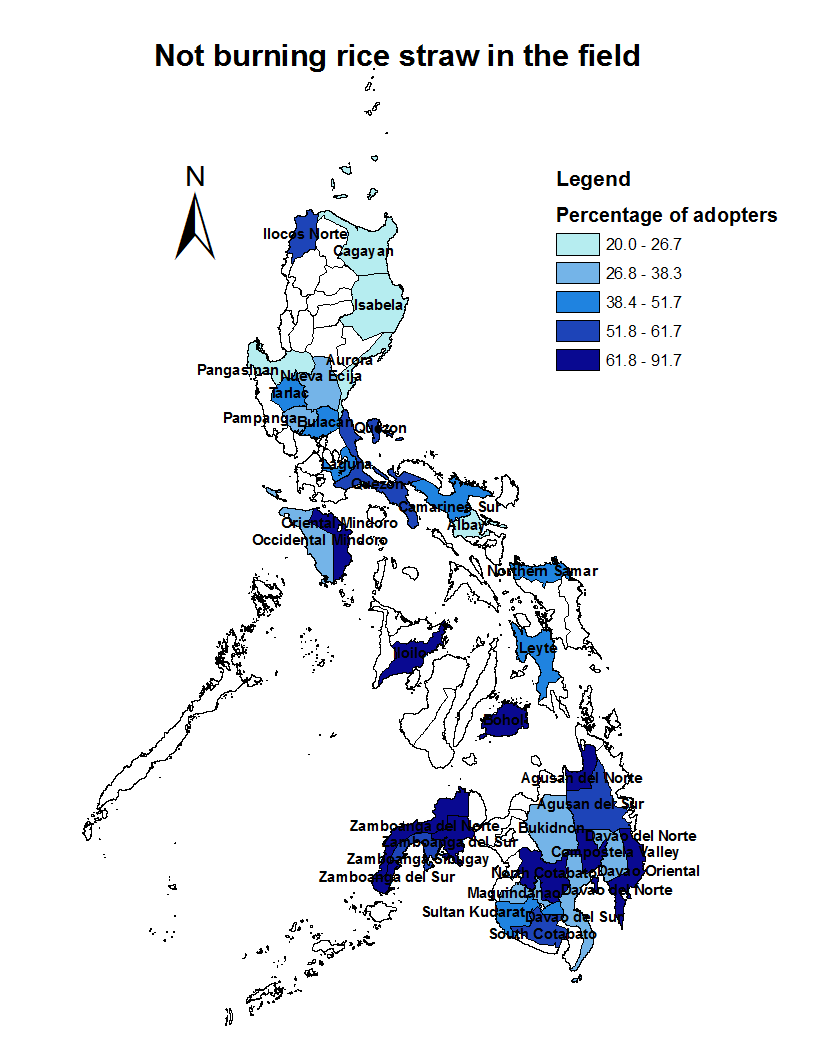 Not burning rice straw in the field
N
Legend
Percentage of adopters
20.0 - 26.7
26.8 - 38.3
38.4 - 51.7
51.8 - 61.7
61.8 - 91.7
Ilocos Norte
Cagayan
Isabela
Aurora
Pangasinan
Nueva Ecija
Tarlac
Pampanga
Bulacan
Quezon
Laguna
Quezon
Camarines Sur
Albay
Oriental Mindoro
Occidental Mindoro
Northern Samar
Leyte
Iloilo
Bohol
Agusan del Norte
Agusan del Sur
Zamboanga del Norte
Bukidnon
Davao del Norte
Zamboanga del Sur
Compostela Valley
Zamboanga Sibugay
North Cotabato
Davao Oriental
Zamboanga del Sur
Maguindanao
Davao del Norte
Sultan Kudarat
Davao del Sur
South Cotabato